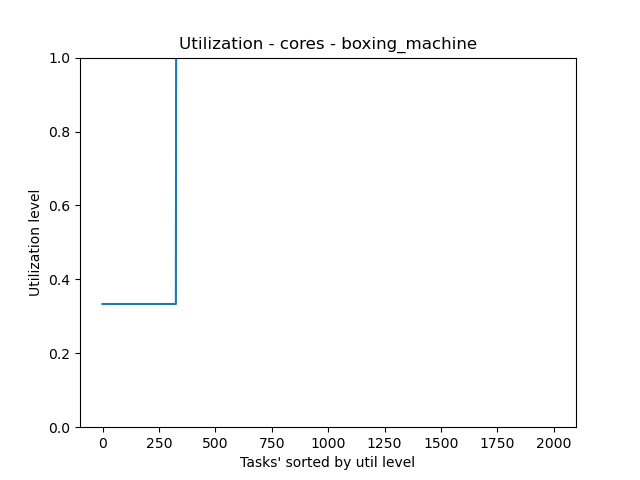 Utilization - cores - boxing_machine
1.0
0.8
0.6
0.4
0.2
0.0
Utilization level
0 250 500 750 1000 1250 1500 1750 2000
Tasks' sorted by util level